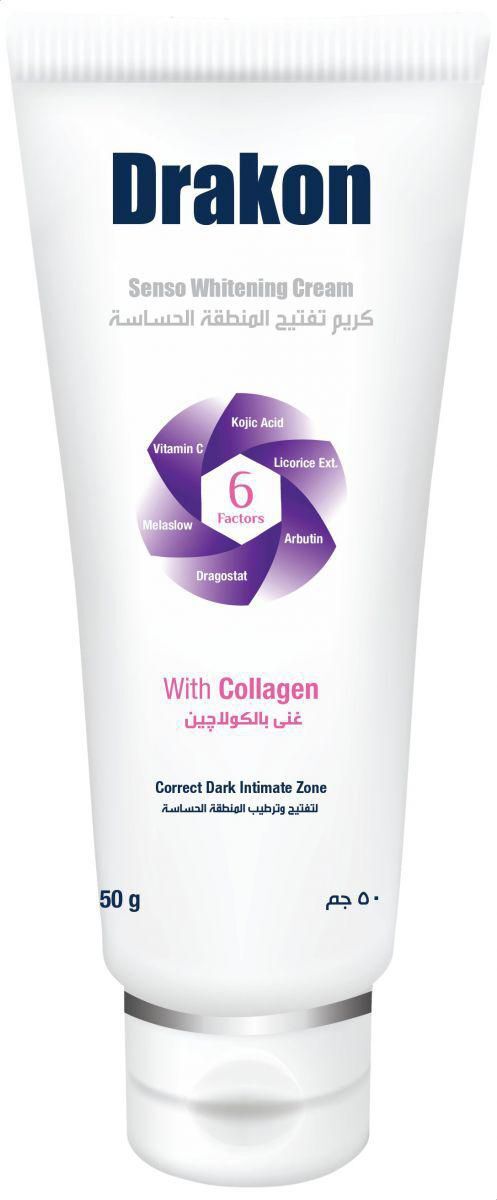 Drakon
Senso Whitening Cream
كريم تفتيح المنطقة الحساسة
Kojic Acid
Vitamin C
Licorice Ext.
6
Factors
Melaslow
Arbutin
Dragostat
With Collagen
غنى بالكولاچين
Correct Dark Intimate Zone
لتفتيح وترطيب المنطقة الحساسة
50 g
٥٠ جم